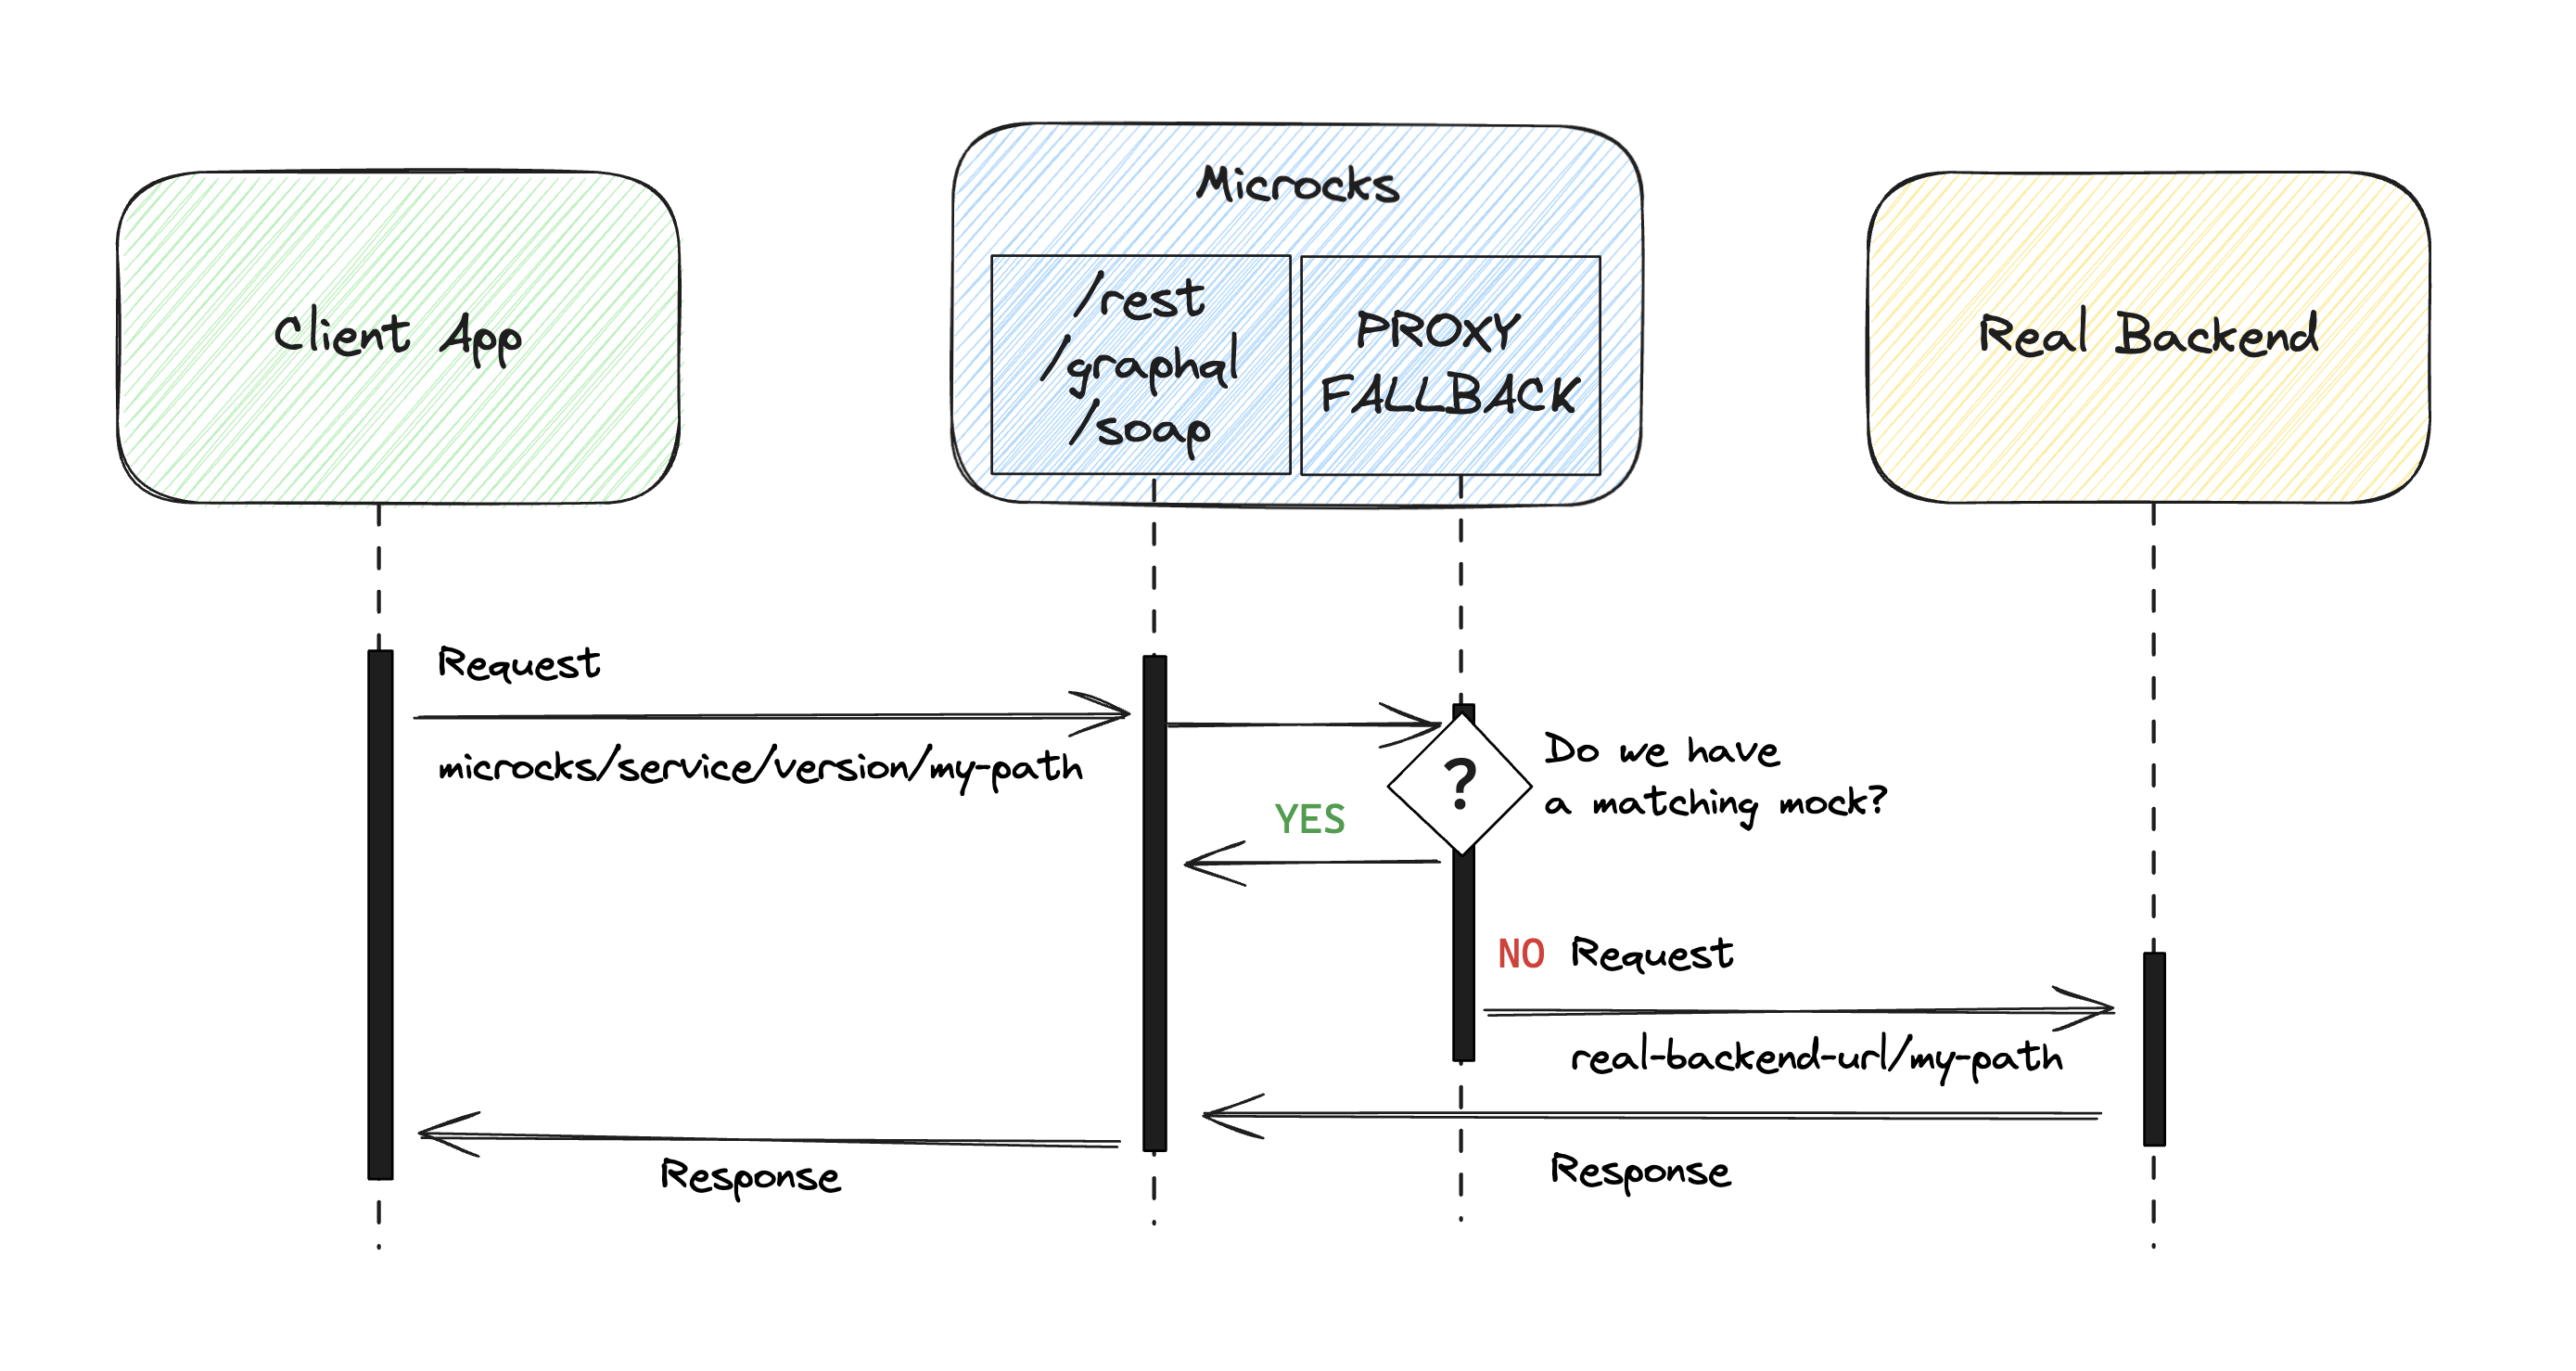 Microcks
Client App
/rest
/graphql
/soap
PROXY
FALLBACK
Real Backend
Request
microcks/service/version/my-path
?
Do we have
a matching mock?
YES
NO Request
real-backend-url/my-path
Response
Response